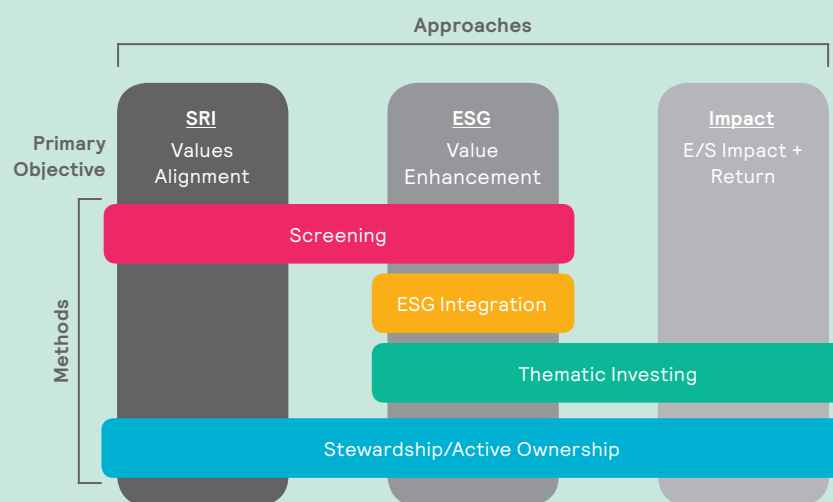 Approaches
SRI
ESG
Impact
Primary
Objective
Values
Alignment
Value
Enhancement
E/S Impact +
Return
Methods
Screening
ESG Integration
Thematic Investing
Stewardship/Active Ownership